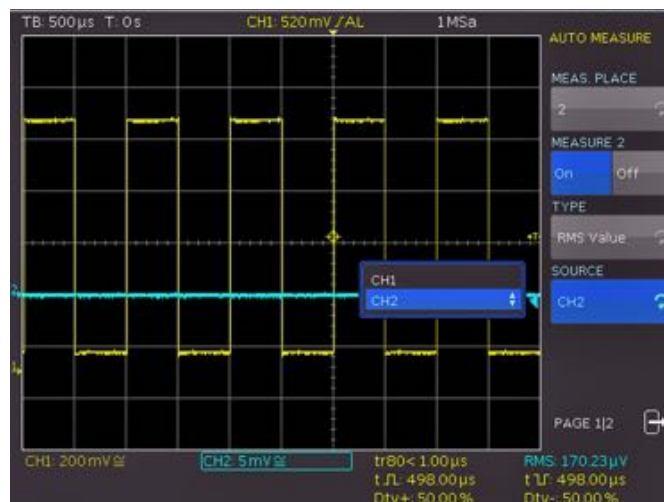 TB: 500µs T: 0s CH1: 520mV / AL 1MSa
AUTO MEASURE
MEAS. PLACE
2
MEASURE 2
On Off
TYPE
RMS Value
SOURCE
CH2
CH1
CH2
2
1
T
PAGE 1|2
CH1: 200mV≅ CH2: 5mV≅ tr80< 1.00µs RMS: 170.23µV
t 498.00µs t 498.00µs
Dty+: 50.00% Dty-: 50.00%